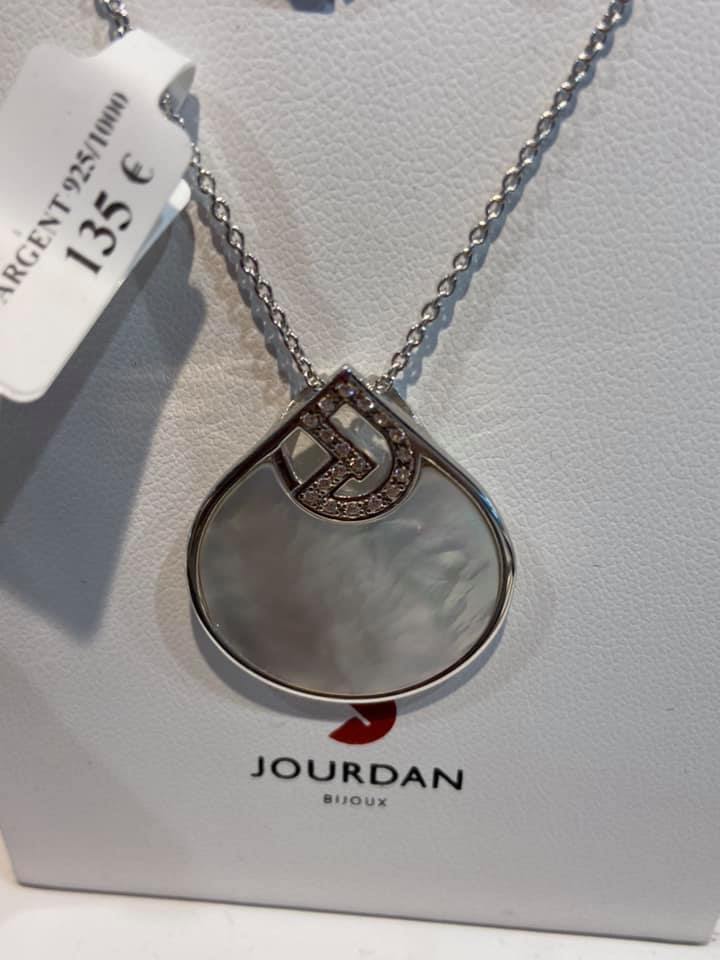 ARGENT 925/1000
135 €
JOURDAN
BIJOUX